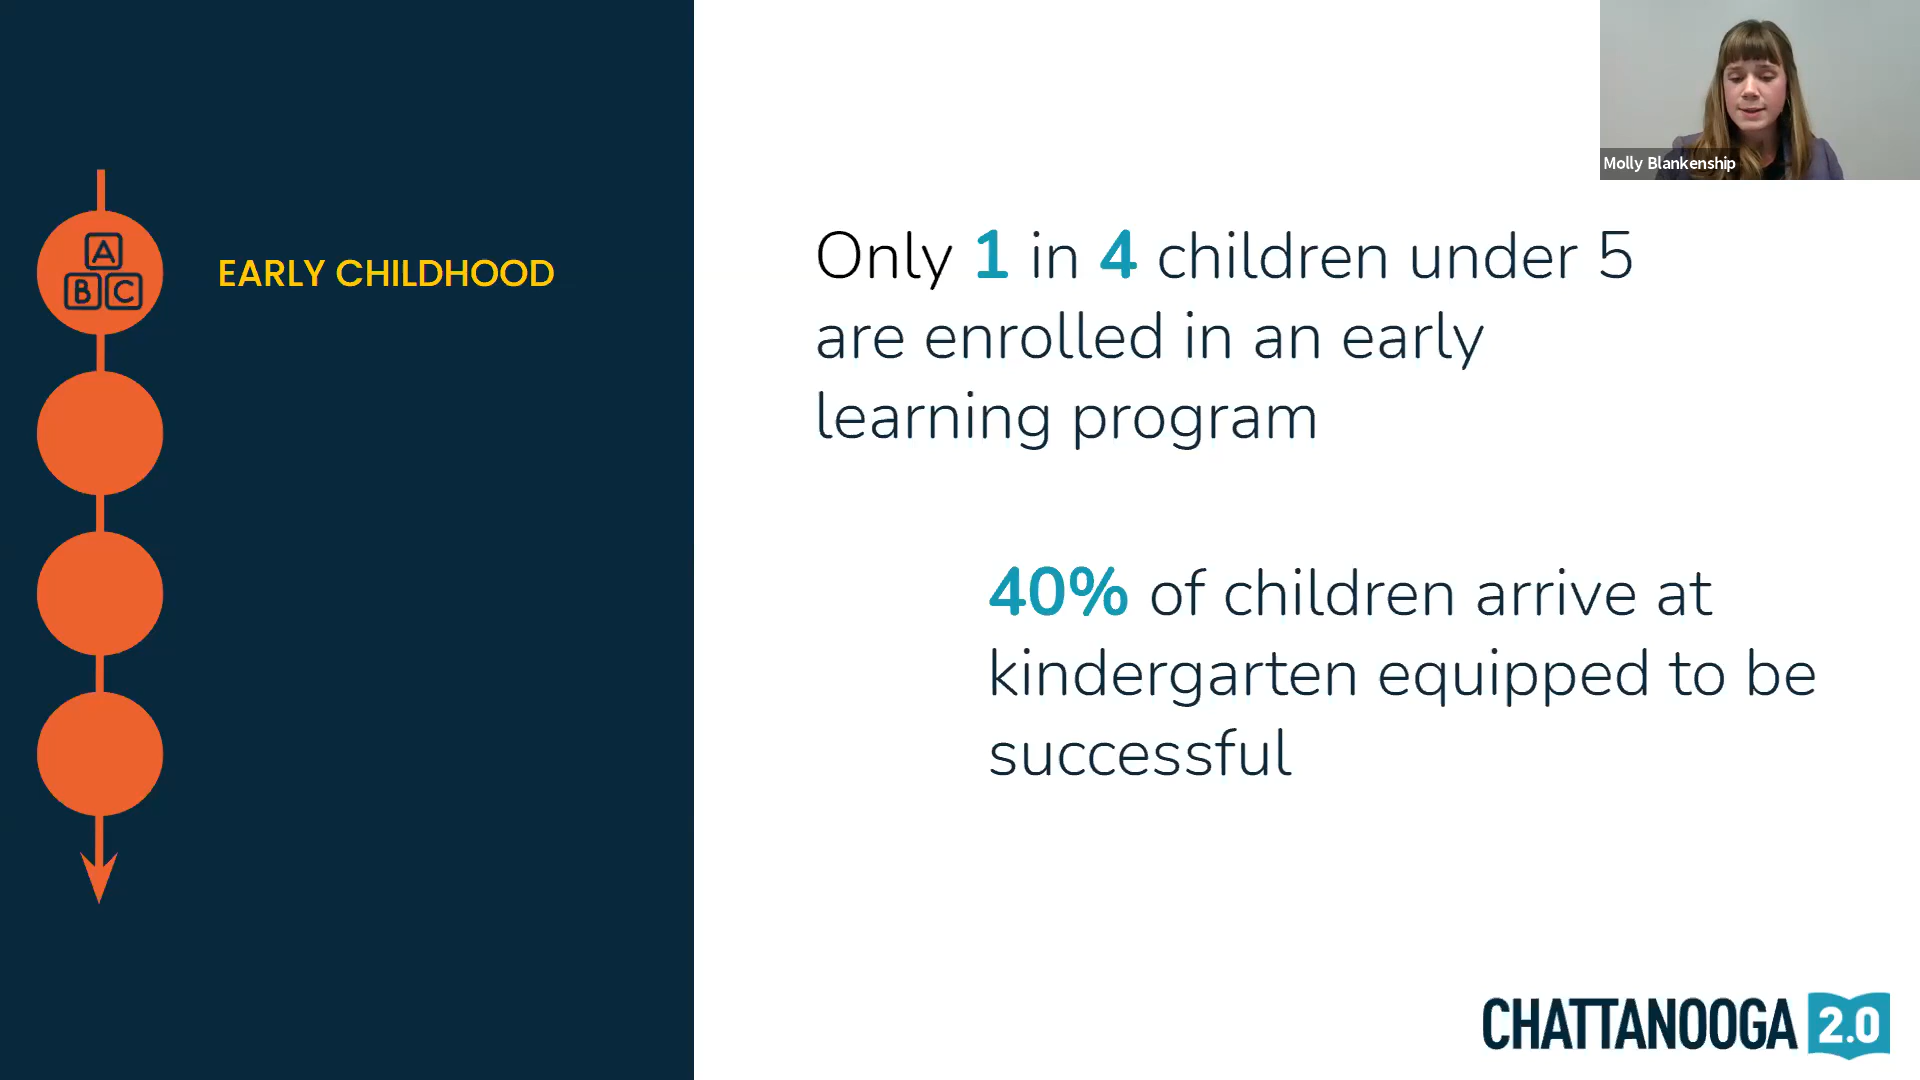 Molly Blankenship
A
B C
EARLY CHILDHOOD
Only 1 in 4 children under 5
are enrolled in an early
learning program
40% of children arrive at
kindergarten equipped to be
successful
CHATTANOOGA 2.0